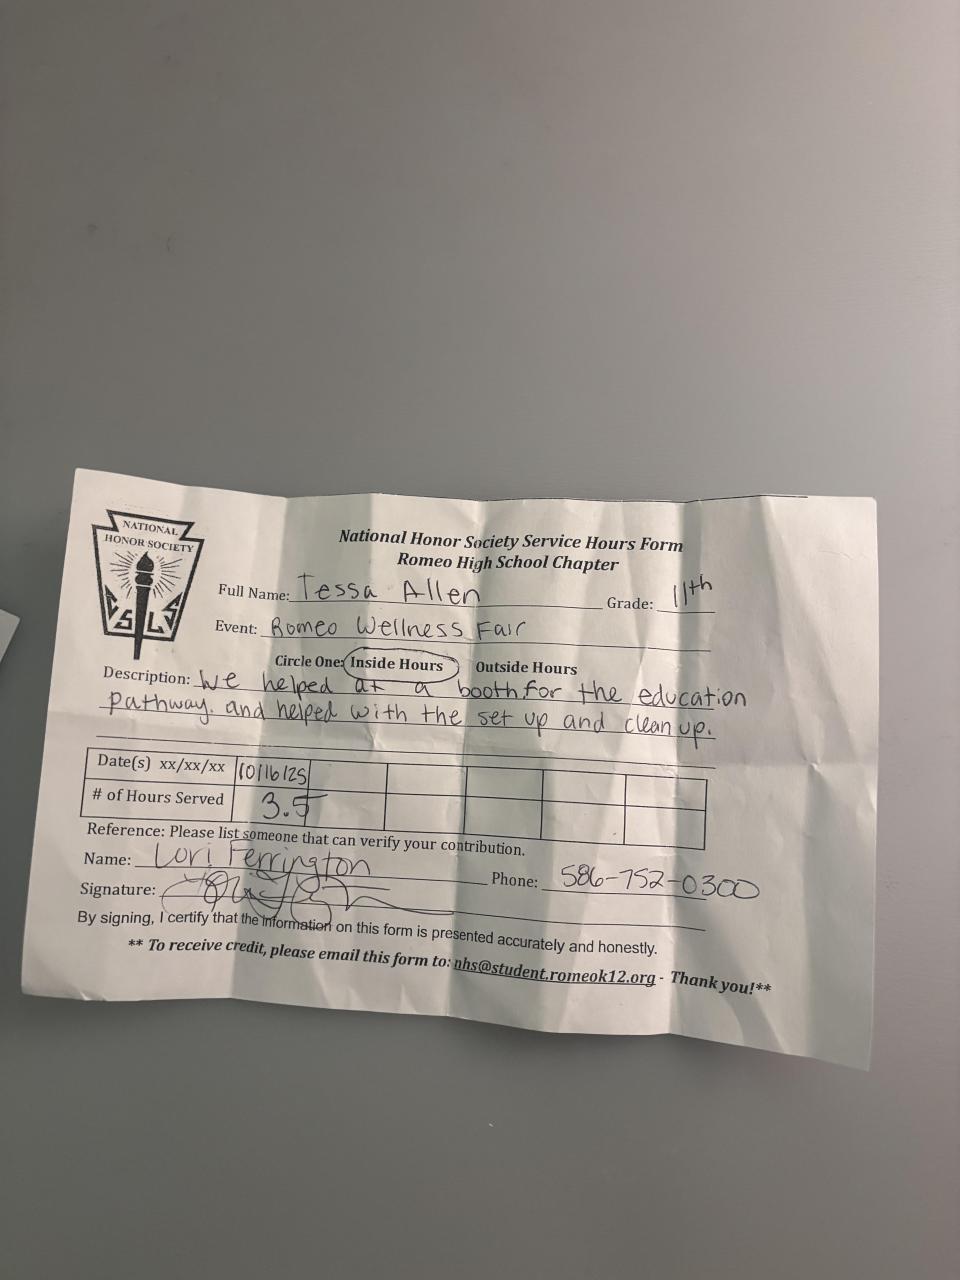 NATIONAL
HONOR SOCIETY
C S L S
National Honor Society Service Hours Form
Romeo High School Chapter
Full Name: Tessa Allen Grade: 11th
Event: Romeo Wellness Fair
Circle One: Inside Hours Outside Hours
Description: We helped at a booth for the education
pathway. and helped with the set up and clean up.
Date(s) xx/xx/xx 10/16/25
# of Hours Served 3.5
Reference: Please list someone that can verify your contribution.
Name: Lori Ferrington Phone: 586-752-0300
Signature:
By signing, I certify that the information on this form is presented accurately and honestly.
** To receive credit, please email this form to: nhs@student.romeok12.org - Thank you!**